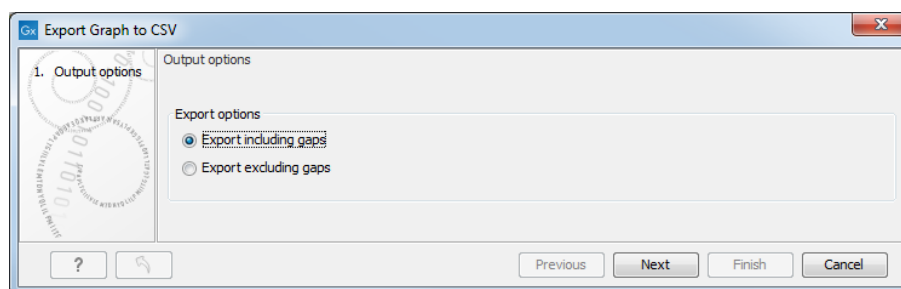 Gx Export Graph to CSV
X
1. Output options
Output options
Export options
Export including gaps
Export excluding gaps
?
Previous
Next
Finish
Cancel